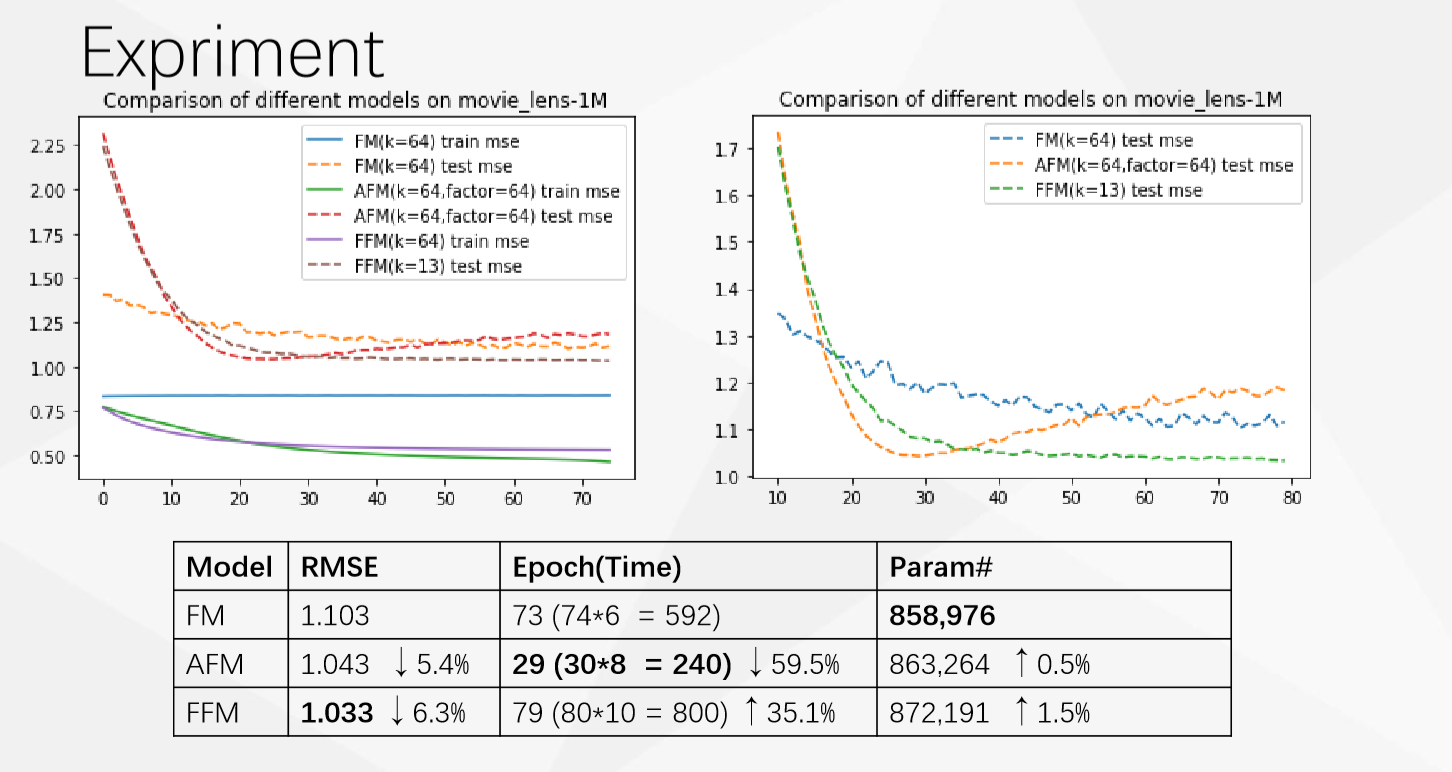 Expriment
Comparison of different models on movie_lens-1M
FM(k=64) train mse
FM(k=64) test mse
AFM(k=64,factor=64) train mse
AFM(k=64,factor=64) test mse
FFM(k=64) train mse
FFM(k=13) test mse
2.25
2.00
1.75
1.50
1.25
1.00
0.75
0.50
0 10 20 30 40 50 60 70
Comparison of different models on movie_lens-1M
FM(k=64) test mse
AFM(k=64,factor=64) test mse
FFM(k=13) test mse
1.7
1.6
1.5
1.4
1.3
1.2
1.1
1.0
10 20 30 40 50 60 70 80
Model RMSE Epoch(Time) Param#
FM 1.103 73 (74*6 = 592) 858,976
AFM 1.043 ↓ 5.4% 29 (30*8 = 240) ↓ 59.5% 863,264 ↑ 0.5%
FFM 1.033 ↓ 6.3% 79 (80*10 = 800) ↑ 35.1% 872,191 ↑ 1.5%